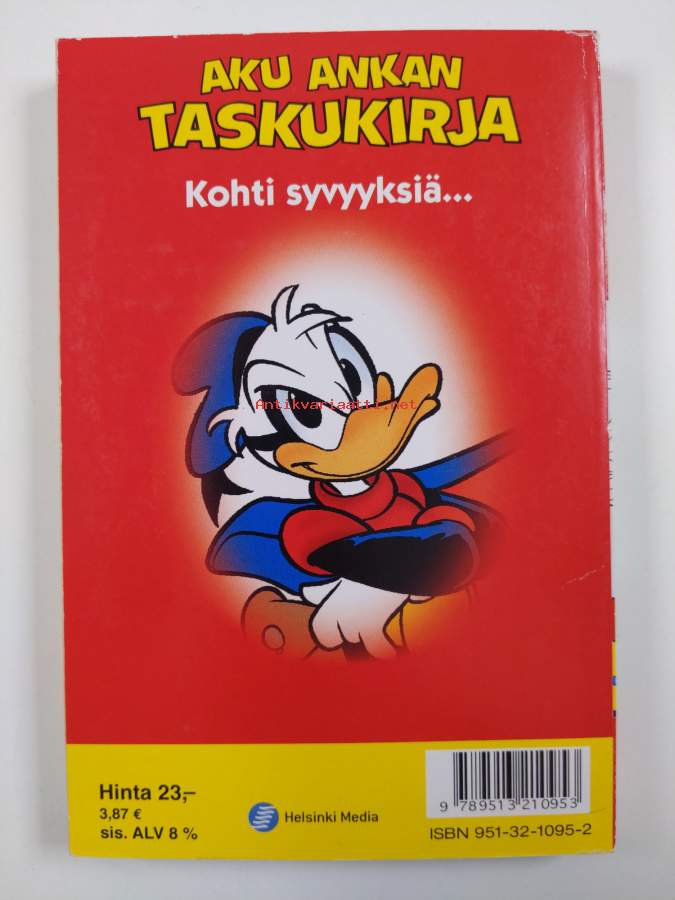 AKU ANKAN
TASKUKIRJA
Kohti syvyyksiä...
Antikvariaatti.net
Hinta 23,–
3,87 €
sis. ALV 8 %
Helsinki Media
9 789513 210953
ISBN 951-32-1095-2